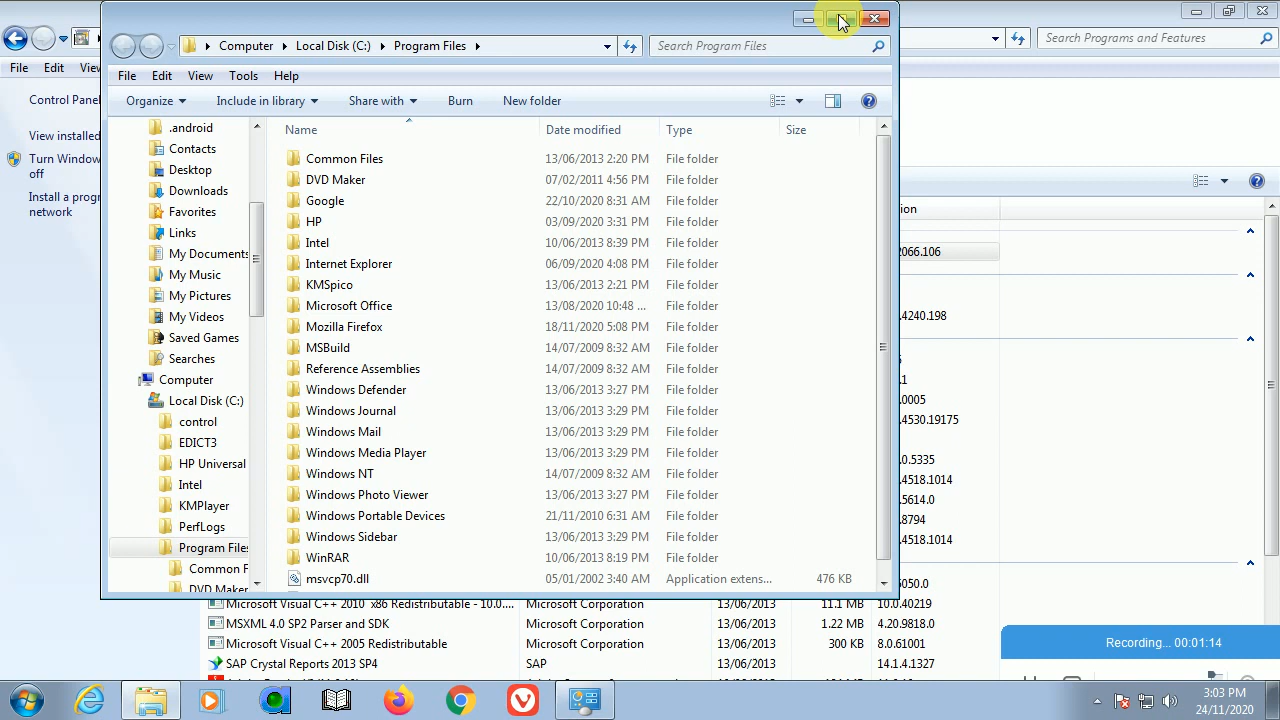 Computer Local Disk (C:) Program Files
Search Program Files
Search Programs and Features
File Edit View Tools Help
File Edit
Organize Include in library Share with Burn New folder
Control Panel
View installed
Turn Window
off
Install a prog
network
.android
Contacts
Desktop
Downloads
Favorites
Links
My Documents
My Music
My Pictures
My Videos
Saved Games
Searches
Computer
Local Disk (C:)
control
EDICT3
HP Universal
Intel
KMPlayer
PerfLogs
Program Files
Common F
DVD Maker
Name Date modified Type Size
Common Files 13/06/2013 2:20 PM File folder
DVD Maker 07/02/2011 4:56 PM File folder
Google 22/10/2020 8:31 AM File folder
HP 03/09/2020 3:31 PM File folder
Intel 10/06/2013 8:39 PM File folder
Internet Explorer 06/09/2020 4:08 PM File folder
KMSpico 13/06/2013 2:21 PM File folder
Microsoft Office 13/08/2020 10:48 ... File folder
Mozilla Firefox 18/11/2020 5:08 PM File folder
MSBuild 14/07/2009 8:32 AM File folder
Reference Assemblies 14/07/2009 8:32 AM File folder
Windows Defender 13/06/2013 3:27 PM File folder
Windows Journal 13/06/2013 3:29 PM File folder
Windows Mail 13/06/2013 3:29 PM File folder
Windows Media Player 13/06/2013 3:29 PM File folder
Windows NT 14/07/2009 8:32 AM File folder
Windows Photo Viewer 13/06/2013 3:27 PM File folder
Windows Portable Devices 21/11/2010 6:31 AM File folder
Windows Sidebar 13/06/2013 3:29 PM File folder
WinRAR 10/06/2013 8:19 PM File folder
msvcp70.dll 05/01/2002 3:40 AM Application extens... 476 KB
ion
2066.106
.4240.198
.1
.0005
.4530.19175
.0.5335
.4518.1014
.5614.0
.8794
.4518.1014
6050.0
Microsoft Visual C++ 2010 x86 Redistributable - 10.0.... Microsoft Corporation 13/06/2013 11.1 MB 10.0.40219
MSXML 4.0 SP2 Parser and SDK Microsoft Corporation 13/06/2013 1.22 MB 4.20.9818.0
Microsoft Visual C++ 2005 Redistributable Microsoft Corporation 13/06/2013 300 KB 8.0.61001
SAP Crystal Reports 2013 SP4 SAP 13/06/2013 14.1.4.1327
Recording... 00:01:14
3:03 PM
24/11/2020